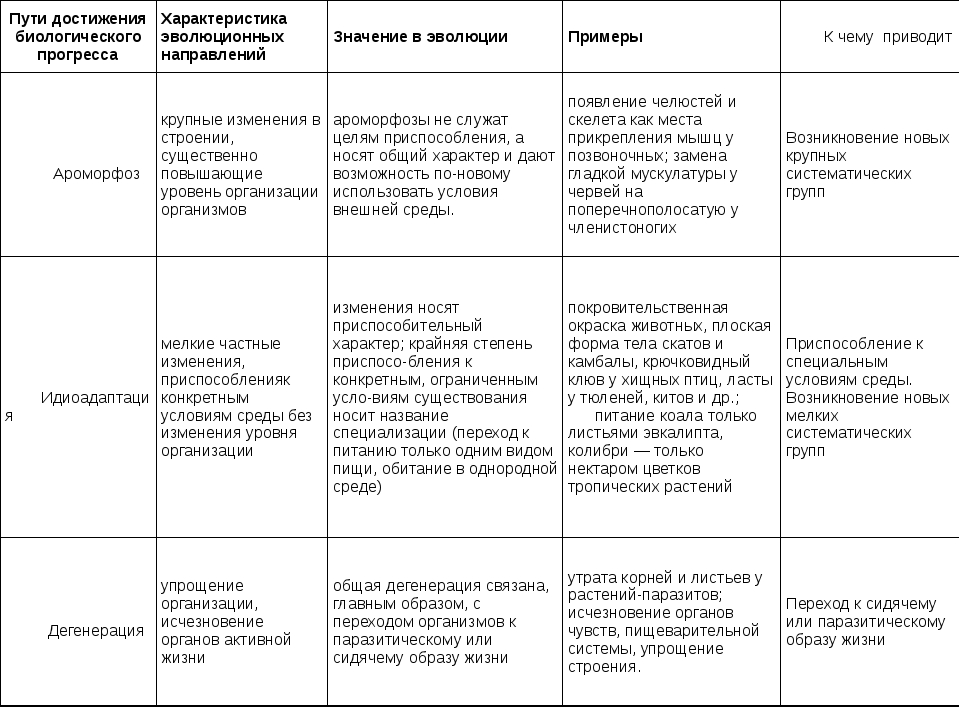 Пути достижения
биологического
прогресса
Характеристика
эволюционных
направлений
Значение в эволюции
Примеры
К чему приводит
Ароморфоз
крупные изменения в
строении,
существенно
повышающие
уровень организации
организмов
ароморфозы не служат
целям приспособления, а
носят общий характер и дают
возможность по-новому
использовать условия
внешней среды.
появление челюстей и
скелета как места
прикрепления мышц у
позвоночных; замена
гладкой мускулатуры у
червей на
поперечнополосатую у
членистоногих
Возникновение новых
крупных
систематических
групп
Идиоадаптаци
я
мелкие частные
изменения,
приспособленияк
конкретным
условиям среды без
изменения уровня
организации
изменения носят
приспособительный
характер; крайняя степень
приспосо-бления к
конкретным, ограниченным
усло-виям существования
носит название
специализации (переход к
питанию только одним видом
пищи, обитание в однородной
среде)
покровительственная
окраска животных, плоская
форма тела скатов и
камбалы, крючковидный
клюв у хищных птиц, ласты
у тюленей, китов и др.;
питание коала только
листьями эвкалипта,
колибри — только
нектаром цветков
тропических растений
Приспособление к
специальным
условиям среды.
Возникновение новых
мелких
систематических
групп
Дегенерация
упрощение
организации,
исчезновение
органов активной
жизни
общая дегенерация связана,
главным образом, с
переходом организмов к
паразитическому или
сидячему образу жизни
утрата корней и листьев у
растений-паразитов;
исчезновение органов
чувств, пищеварительной
системы, упрощение
строения.
Переход к сидячему
или паразитическому
образу жизни